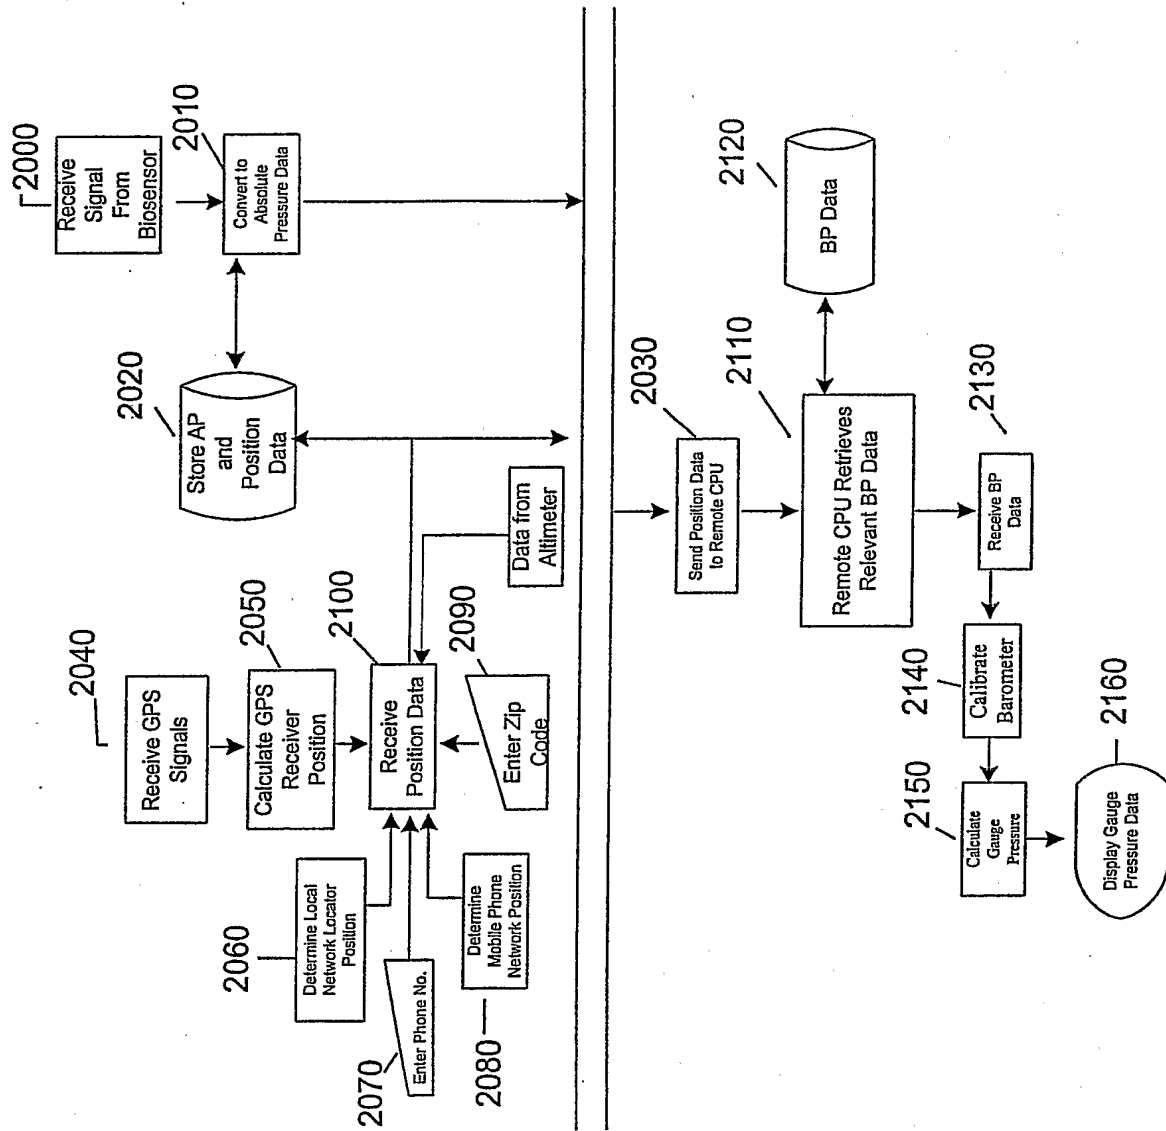 2000
Receive
Signal
From
Biosensor
2010
Convert to
Absolute
Pressure Data
2020
Store AP
and
Position
Data
2040
Receive GPS
Signals
2050
Calculate GPS
Receiver
Position
2100
Receive
Position Data
Data from
Altimeter
2090
Enter Zip
Code
2060
Determine Local
Network Locator
Position
2070
Enter Phone No.
2080
Determine
Mobile Phone
Network Position
2030
Send Position Data
to Remote CPU
2110
Remote CPU Retrieves
Relevant BP Data
2120
BP Data
2130
Receive BP
Data
2140
Calibrate
Barometer
2150
Calculate
Gauge
Pressure
2160
Display Gauge
Pressure Data